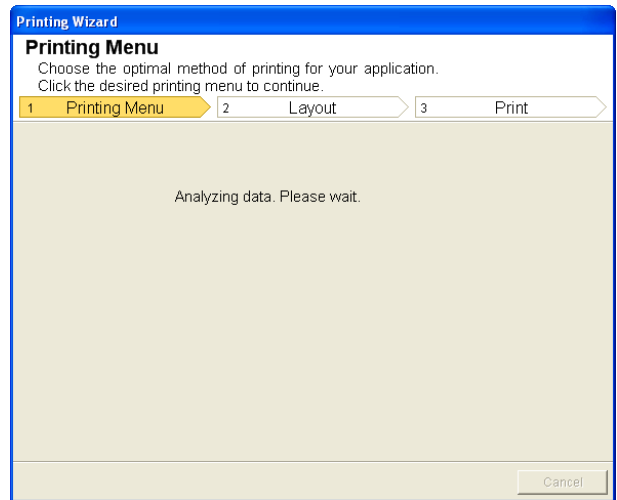 Printing Wizard
Printing Menu
Choose the optimal method of printing for your application.
Click the desired printing menu to continue.
1 Printing Menu 2 Layout 3 Print
Analyzing data. Please wait.
Cancel